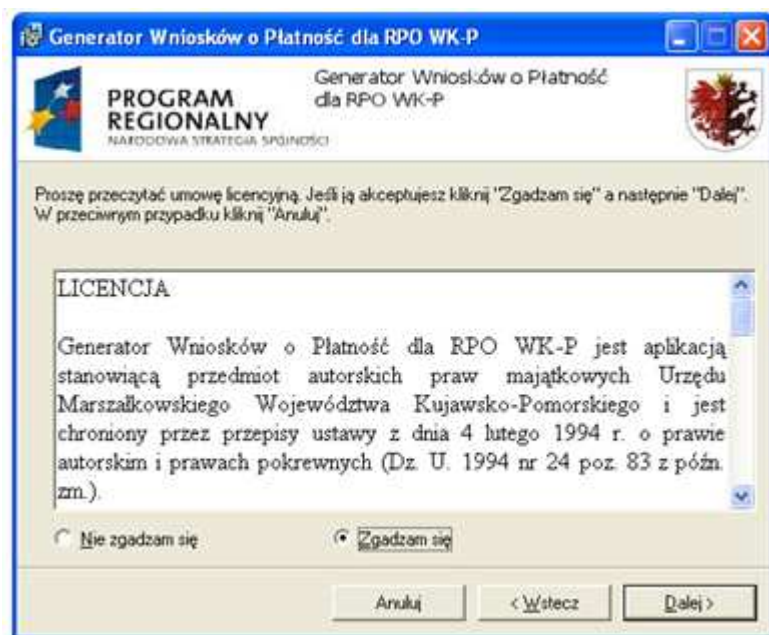 Generator Wniosków o Płatność dla RPO WK-P
PROGRAM
REGIONALNY
NARODOWA STRATEGIA SPÓJNOŚCI
Generator Wniosków o Płatność
dla RPO WK-P
Proszę przeczytać umowę licencyjną. Jeśli ją akceptujesz kliknij "Zgadzam się" a następnie "Dalej".
W przeciwnym przypadku kliknij "Anuluj".
LICENCJA
Generator Wniosków o Płatność dla RPO WK-P jest aplikacją
stanowiącą przedmiot autorskich praw majątkowych Urzędu
Marszałkowskiego Województwa Kujawsko-Pomorskiego i jest
chroniony przez przepisy ustawy z dnia 4 lutego 1994 r. o prawie
autorskim i prawach pokrewnych (Dz. U. 1994 nr 24 poz. 83 z późn.
zm.).
Nie zgadzam się
Zgadzam się
Anuluj
< Wstecz
Dalej >